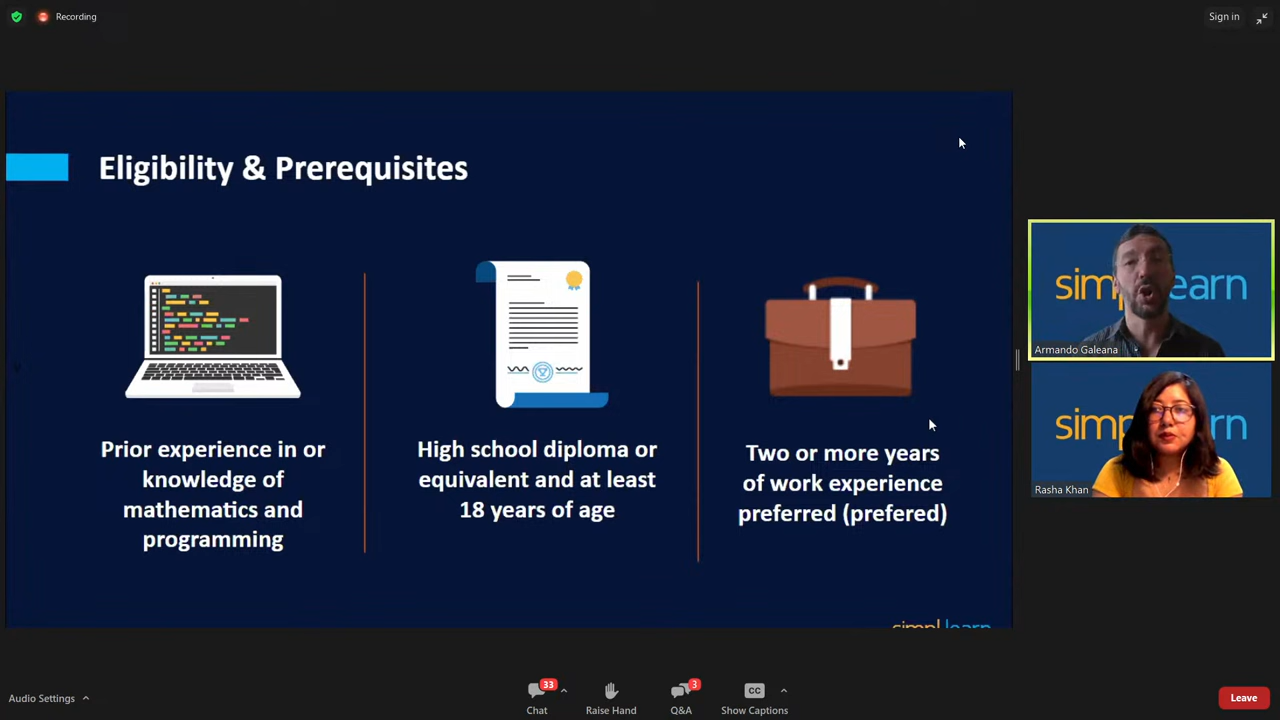 Recording
Sign in
Eligibility & Prerequisites
Prior experience in or
knowledge of
mathematics and
programming
High school diploma or
equivalent and at least
18 years of age
Two or more years
of work experience
preferred (prefered)
simplilearn
Armando Galeana
Rasha Khan
Audio Settings
33
Chat
Raise Hand
3
Q&A
CC
Show Captions
Leave